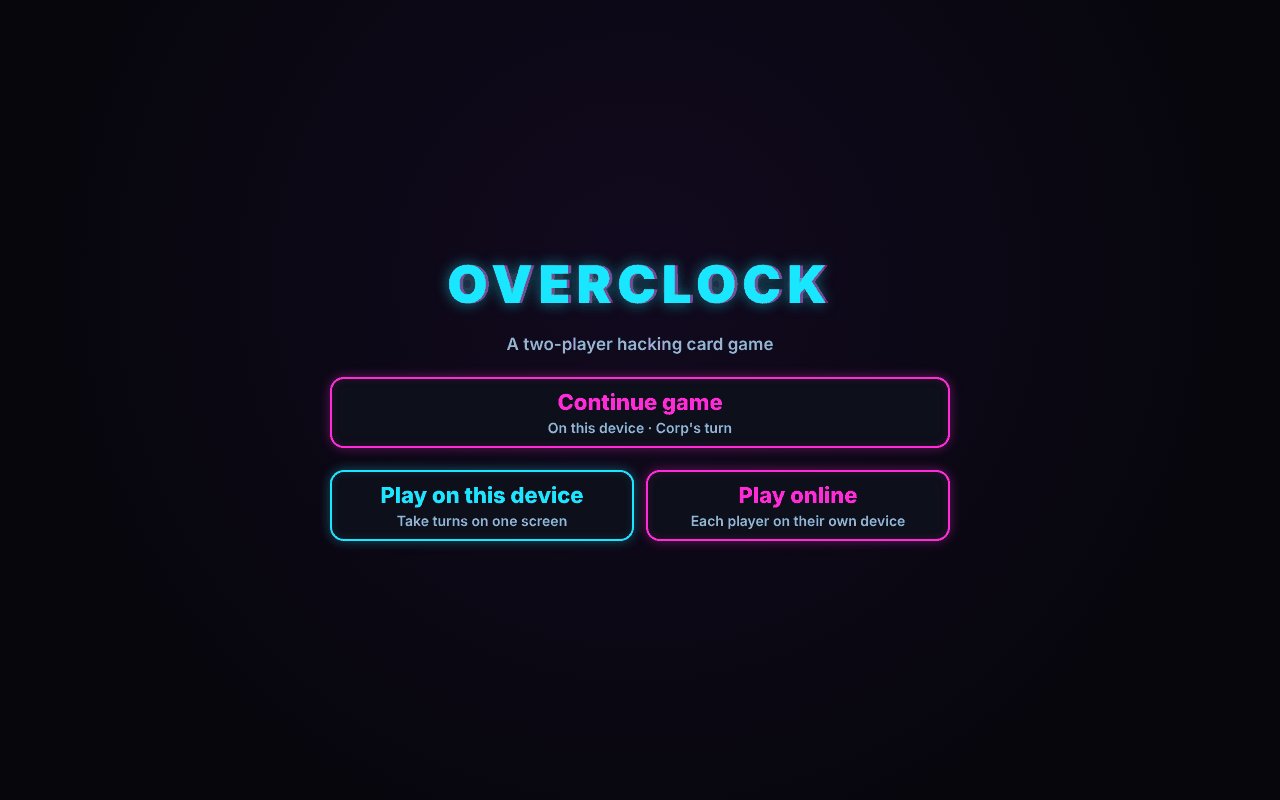 OVERCLOCK
A two-player hacking card game
Continue game
On this device · Corp's turn
Play on this device
Take turns on one screen
Play online
Each player on their own device